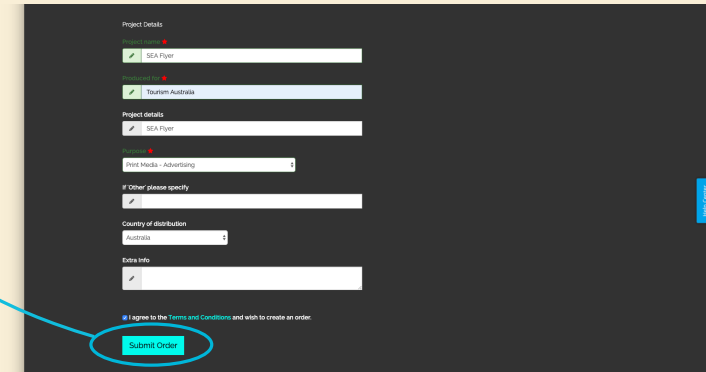 Project Details
Project name *
SEA Flyer
Produced for *
Tourism Australia
Project details
SEA Flyer
Purpose *
Print Media - Advertising
If 'Other' please specify
Country of distribution
Australia
Extra Info
I agree to the Terms and Conditions and wish to create an order.
Submit Order
Help Center